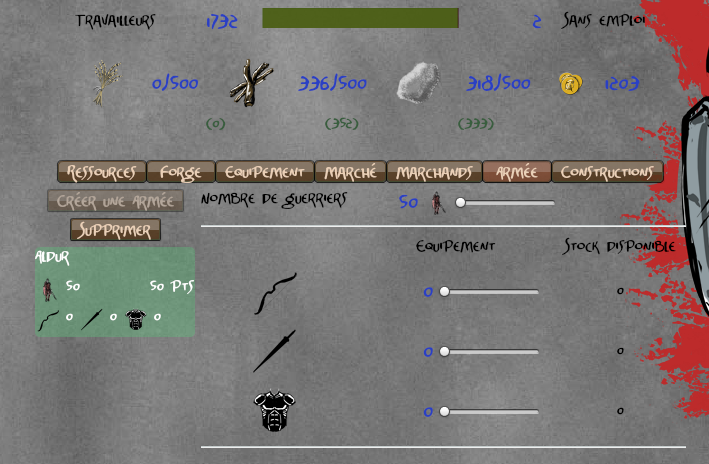 Travailleurs 1732 2 Sans emploi
0/500 336/500 318/500 1203
(0) (352) (333)
Ressources Forge Equipement Marché Marchands Armée Constructions
Créer une armée Nombre de guerriers 50
Supprimer
Aldur Equipement Stock disponible
50 50 Pts
0 0 0
0 0
0 0
0 0